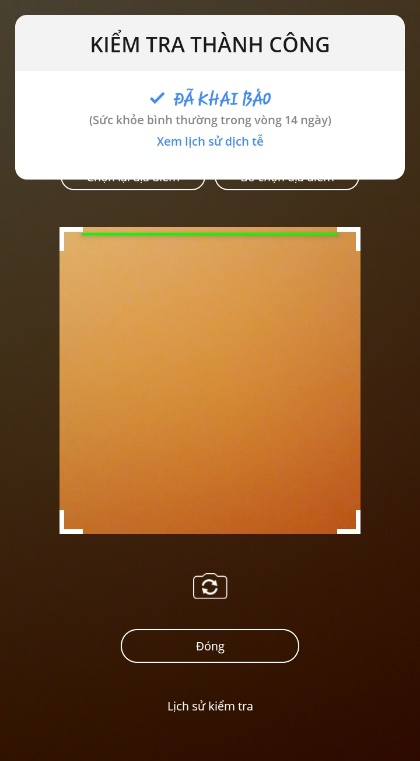 KIỂM TRA THÀNH CÔNG
ĐÃ KHAI BÁO
(Sức khỏe bình thường trong vòng 14 ngày)
Xem lịch sử dịch tễ
Đóng
Lịch sử kiểm tra